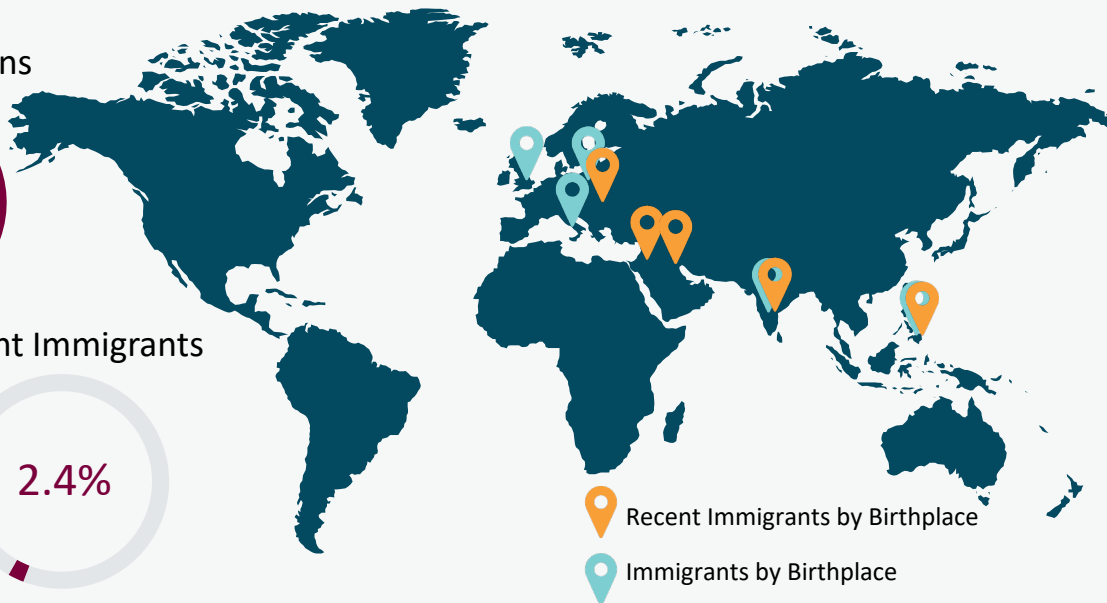 ns
nt Immigrants
2.4%
Recent Immigrants by Birthplace
Immigrants by Birthplace